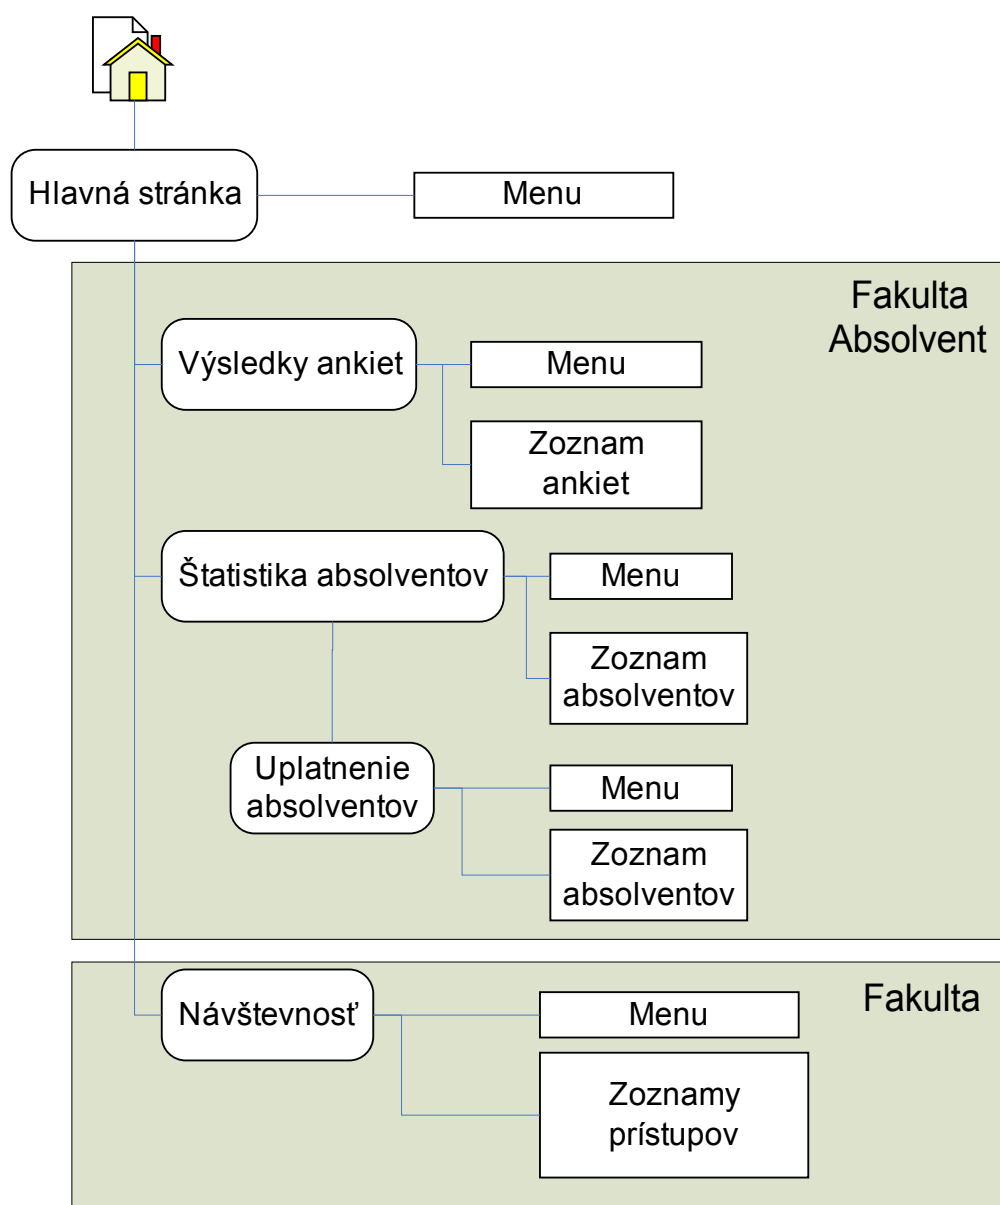 Hlavná stránka
Menu
Fakulta
Absolvent
Výsledky ankiet
Menu
Zoznam
ankiet
Štatistika absolventov
Menu
Zoznam
absolventov
Uplatnenie
absolventov
Menu
Zoznam
absolventov
Fakulta
Návštevnosť
Menu
Zoznamy
prístupov